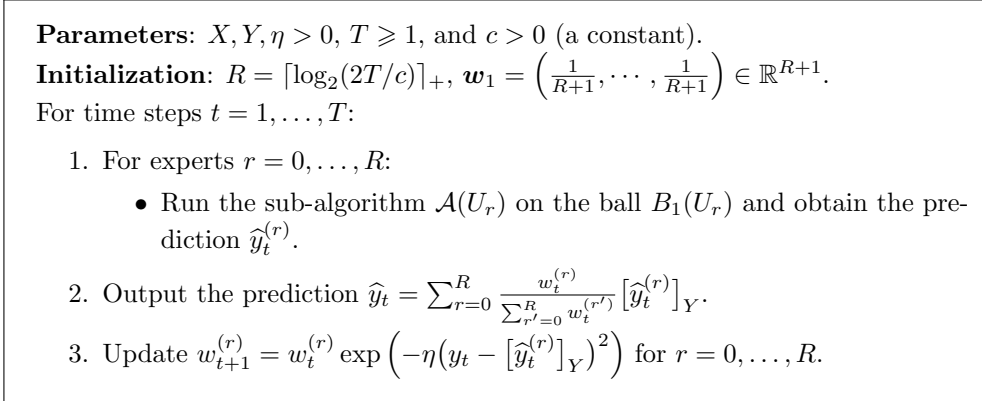 Parameters: X, Y, η > 0, T ⩾ 1, and c > 0 (a constant).
Initialization: R = ⌈log₂(2T/c)⌉₊, w₁ = (1/(R+1), ⋯ , 1/(R+1)) ∈ ℝ^{R+1}.
For time steps t = 1, . . . , T:
1. For experts r = 0, . . . , R:
• Run the sub-algorithm 𝒜(U_r) on the ball B₁(U_r) and obtain the pre-
diction ŷ_t^{(r)}.
2. Output the prediction ŷ_t = ∑_{r=0}^{R} w_t^{(r)} / ∑_{r'=0}^{R} w_t^{(r')} [ŷ_t^{(r)}]_Y.
3. Update w_{t+1}^{(r)} = w_t^{(r)} exp(−η(y_t − [ŷ_t^{(r)}]_Y)²) for r = 0, . . . , R.